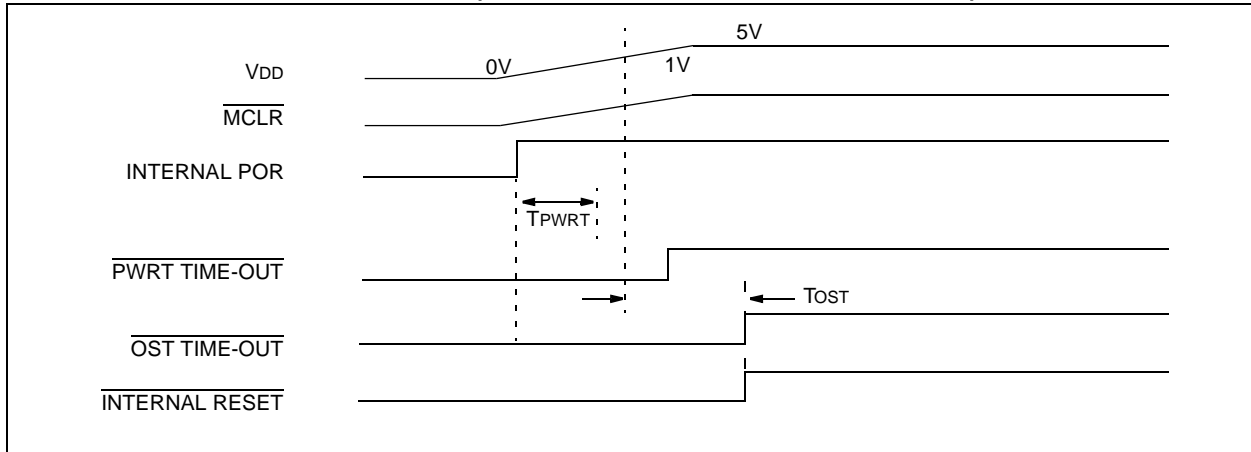 5V
VDD 0V 1V
MCLR
INTERNAL POR
TPWRT
PWRT TIME-OUT
TOST
OST TIME-OUT
INTERNAL RESET